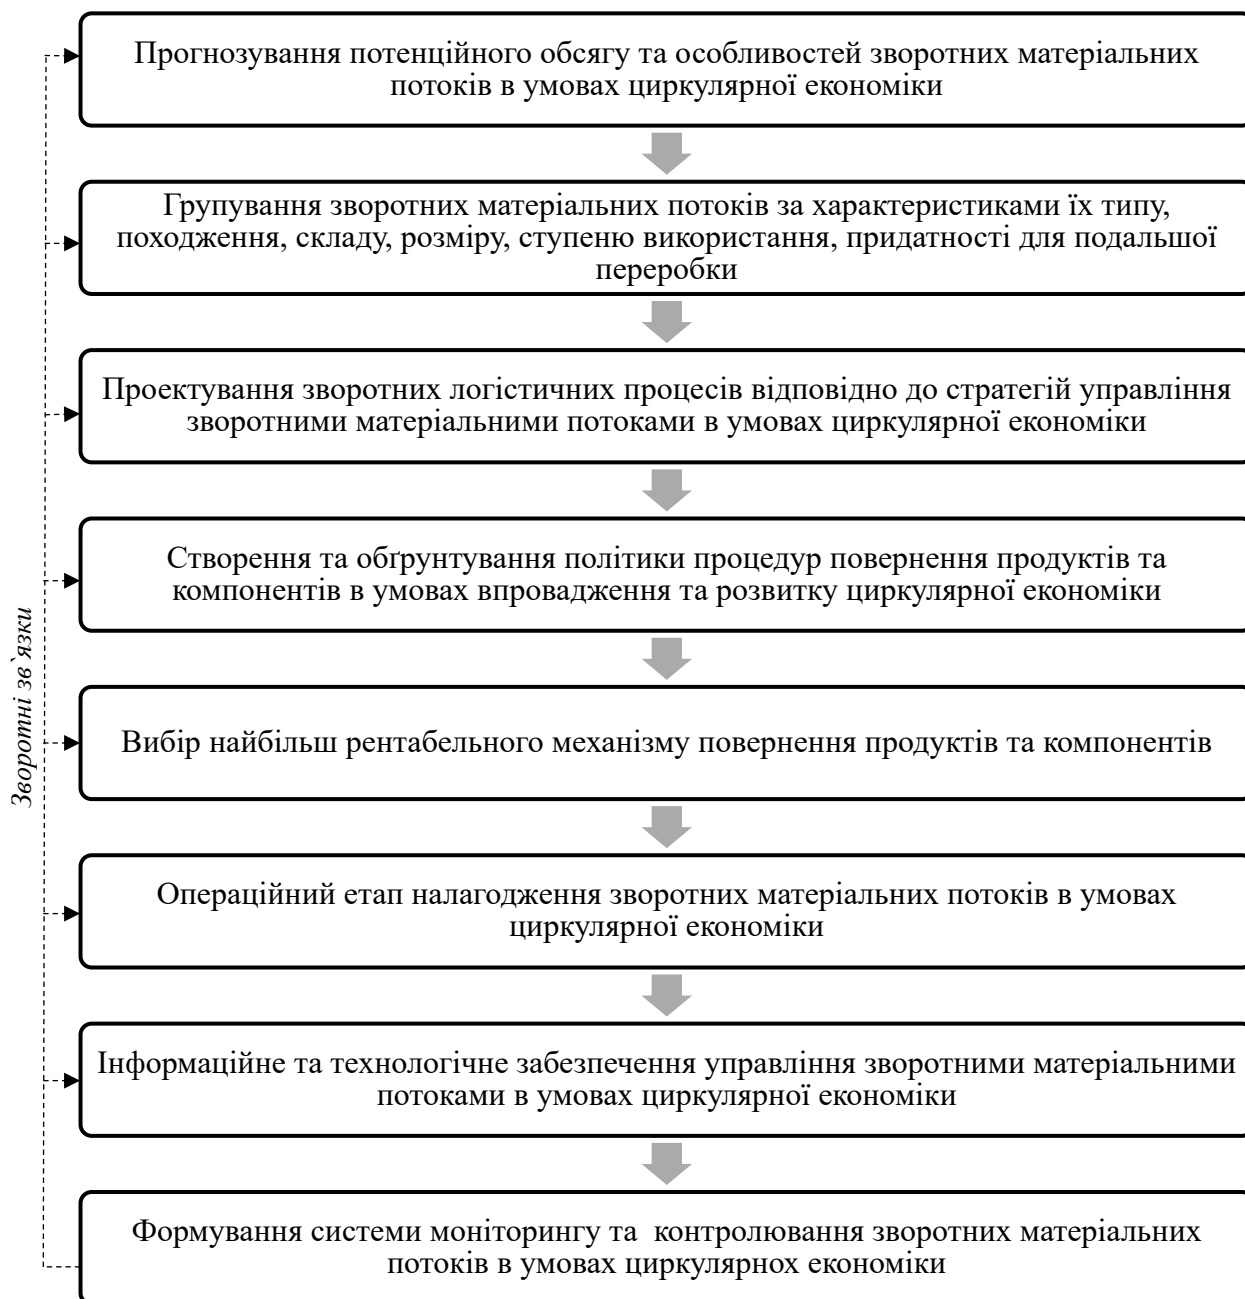 Прогнозування потенційного обсягу та особливостей зворотних матеріальних
потоків в умовах циркулярної економіки
Групування зворотних матеріальних потоків за характеристиками їх типу,
походження, складу, розміру, ступеню використання, придатності для подальшої
переробки
Проектування зворотних логістичних процесів відповідно до стратегій управління
зворотними матеріальними потоками в умовах циркулярної економіки
Створення та обґрунтування політики процедур повернення продуктів та
компонентів в умовах впровадження та розвитку циркулярної економіки
Вибір найбільш рентабельного механізму повернення продуктів та компонентів
Операційний етап налагодження зворотних матеріальних потоків в умовах
циркулярної економіки
Інформаційне та технологічне забезпечення управління зворотними матеріальними
потоками в умовах циркулярної економіки
Формування системи моніторингу та контролювання зворотних матеріальних
потоків в умовах циркулярнох економіки
Зворотні зв`язки